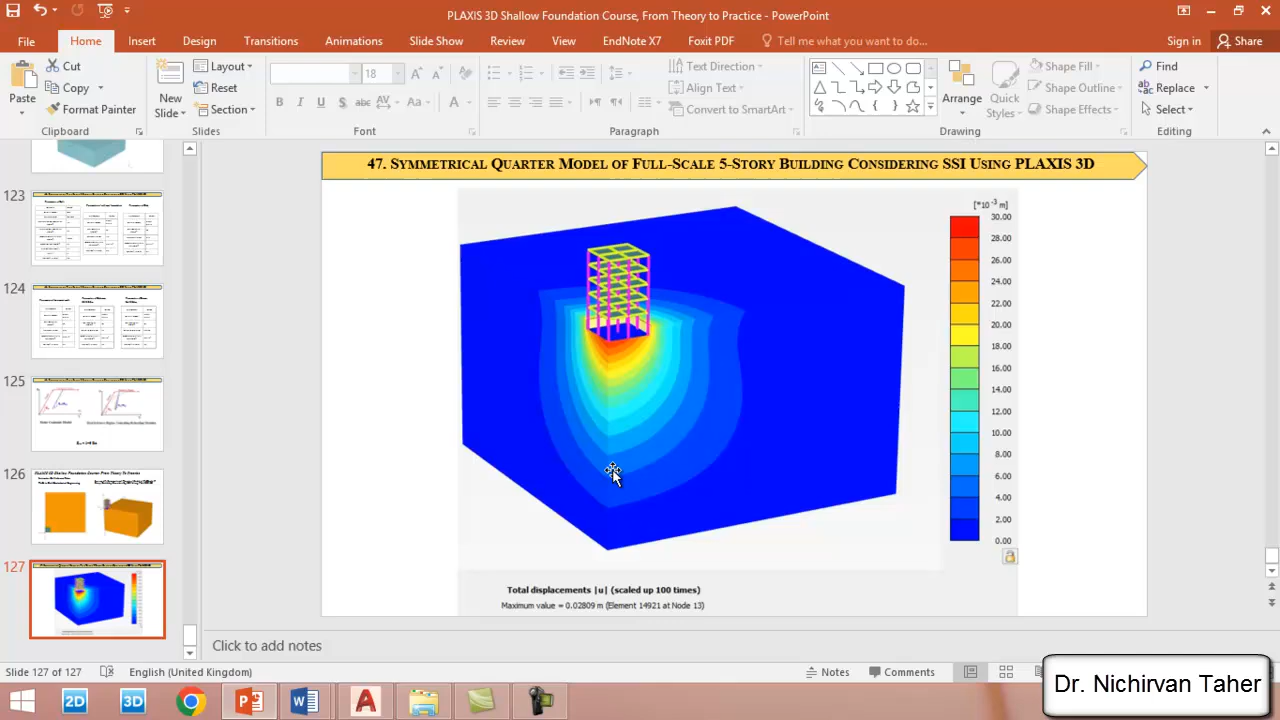 PLAXIS 3D Shallow Foundation Course, From Theory to Practice - PowerPoint
File Home Insert Design Transitions Animations Slide Show Review View EndNote X7 Foxit PDF Tell me what you want to do... Sign in Share
Paste
Cut
Copy
Format Painter
Clipboard
New
Slide
Layout
Reset
Section
Slides
18
Font
Paragraph
Text Direction
Align Text
Convert to SmartArt
Arrange
Quick
Styles
Shape Fill
Shape Outline
Shape Effects
Drawing
Find
Replace
Select
Editing
123
124
125
126
127
47. Symmetrical Quarter Model of Full-Scale 5-Story Building Considering SSI Using PLAXIS 3D
[*10-3 m]
30.00
28.00
26.00
24.00
22.00
20.00
18.00
16.00
14.00
12.00
10.00
8.00
6.00
4.00
2.00
0.00
Total displacements |u| (scaled up 100 times)
Maximum value = 0.02809 m (Element 14921 at Node 13)
Click to add notes
Slide 127 of 127 English (United Kingdom) Notes Comments
2D 3D
Dr. Nichirvan Taher